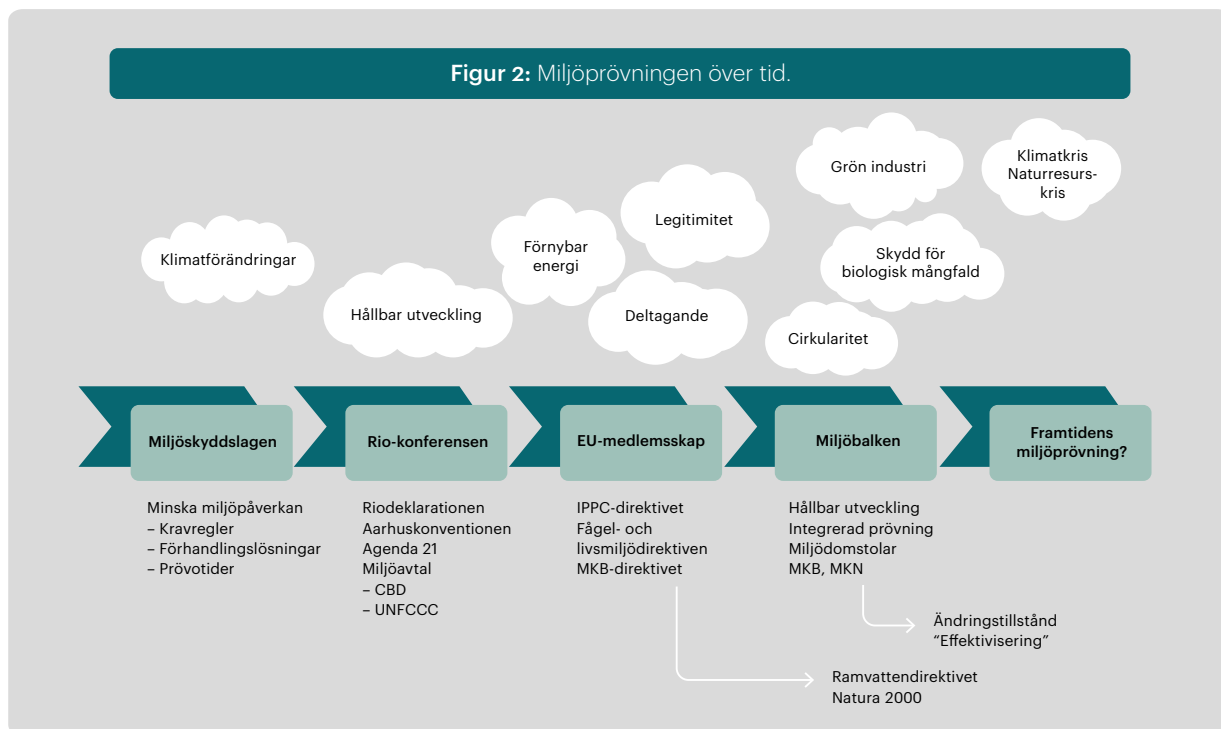 Figur 2: Miljöprövningen över tid.
Klimatförändringar
Hållbar utveckling
Förnybar
energi
Legitimitet
Deltagande
Grön industri
Skydd för
biologisk mångfald
Cirkularitet
Klimatkris
Naturresurs-
kris
Miljöskyddslagen
Rio-konferensen
EU-medlemsskap
Miljöbalken
Framtidens
miljöprövning?
Minska miljöpåverkan
– Kravregler
– Förhandlingslösningar
– Prövotider
Riodeklarationen
Aarhuskonventionen
Agenda 21
Miljöavtal
– CBD
– UNFCCC
IPPC-direktivet
Fågel- och
livsmiljödirektiven
MKB-direktivet
Hållbar utveckling
Integrerad prövning
Miljödomstolar
MKB, MKN
Ändringstillstånd
“Effektivisering”
Ramvattendirektivet
Natura 2000